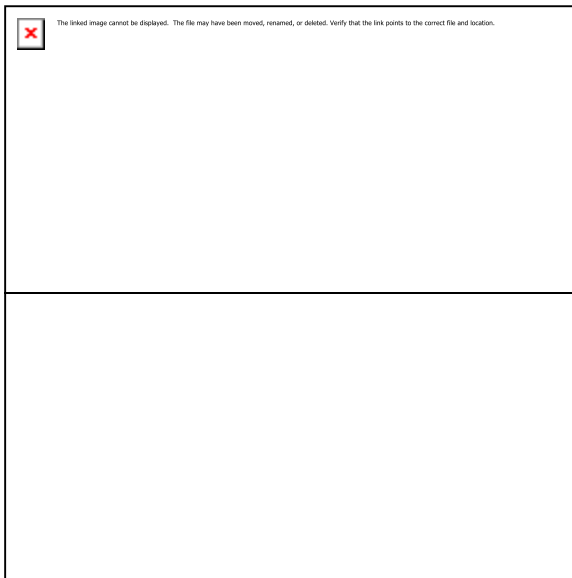 The linked image cannot be displayed.  The file may have been moved, renamed, or deleted. Verify that the link points to the correct file and location.